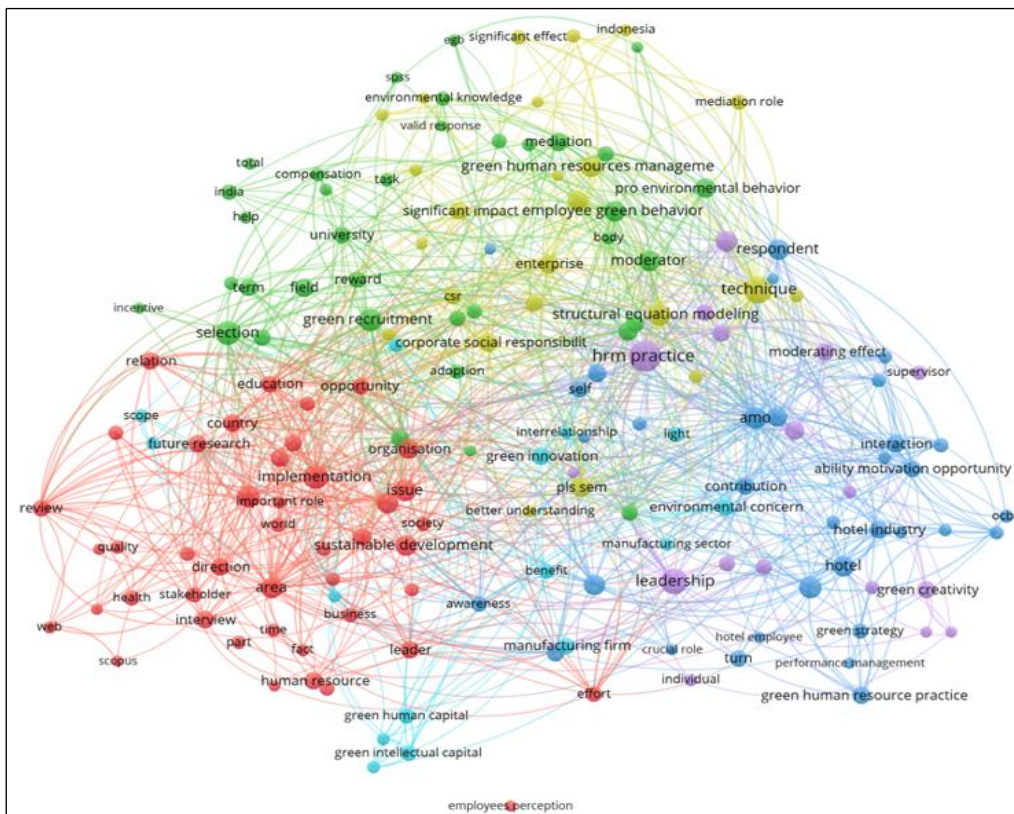 significant effect
indonesia
egb
spss
environmental knowledge
mediation role
valid response
mediation
total
compensation
task
green human resources manageme
india
pro environmental behavior
help
significant impact
employee green behavior
university
body
respondent
enterprise
moderator
reward
technique
term
field
csr
incentive
green recruitment
structural equation modeling
selection
corporate social responsibilit
hrm practice
relation
moderating effect
adoption
supervisor
education
opportunity
self
scope
country
amo
interrelationship
light
future research
organisation
interaction
green innovation
implementation
ability motivation opportunity
issue
pls sem
contribution
important role
review
better understanding
environmental concern
ocb
world
society
hotel industry
quality
sustainable development
manufacturing sector
direction
benefit
hotel
area
leadership
health
stakeholder
awareness
green creativity
business
interview
web
time
green strategy
part
fact
leader
manufacturing firm
hotel employee
crucial role
turn
scopus
performance management
human resource
individual
effort
green human resource practice
green human capital
green intellectual capital
employees perception